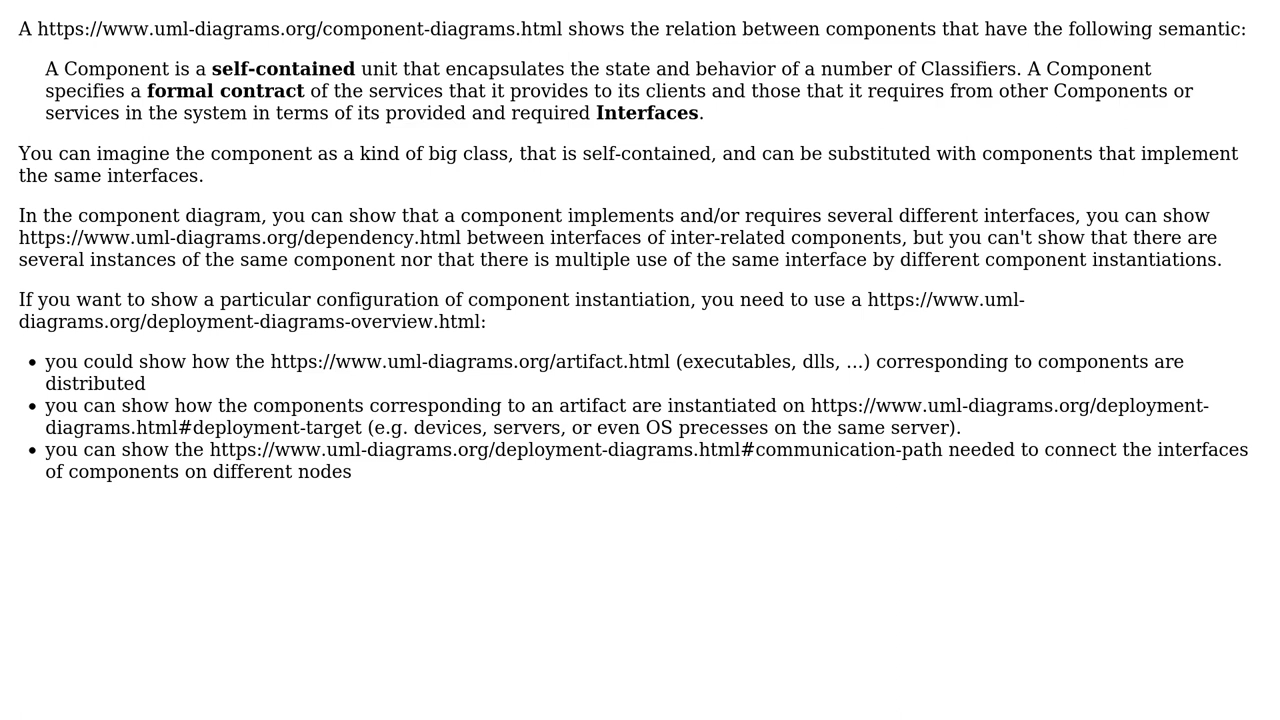 A https://www.uml-diagrams.org/component-diagrams.html shows the relation between components that have the following semantic:
A Component is a self-contained unit that encapsulates the state and behavior of a number of Classifiers. A Component
specifies a formal contract of the services that it provides to its clients and those that it requires from other Components or
services in the system in terms of its provided and required Interfaces.
You can imagine the component as a kind of big class, that is self-contained, and can be substituted with components that implement
the same interfaces.
In the component diagram, you can show that a component implements and/or requires several different interfaces, you can show
https://www.uml-diagrams.org/dependency.html between interfaces of inter-related components, but you can't show that there are
several instances of the same component nor that there is multiple use of the same interface by different component instantiations.
If you want to show a particular configuration of component instantiation, you need to use a https://www.uml-
diagrams.org/deployment-diagrams-overview.html:
• you could show how the https://www.uml-diagrams.org/artifact.html (executables, dlls, ...) corresponding to components are
distributed
• you can show how the components corresponding to an artifact are instantiated on https://www.uml-diagrams.org/deployment-
diagrams.html#deployment-target (e.g. devices, servers, or even OS precesses on the same server).
• you can show the https://www.uml-diagrams.org/deployment-diagrams.html#communication-path needed to connect the interfaces
of components on different nodes